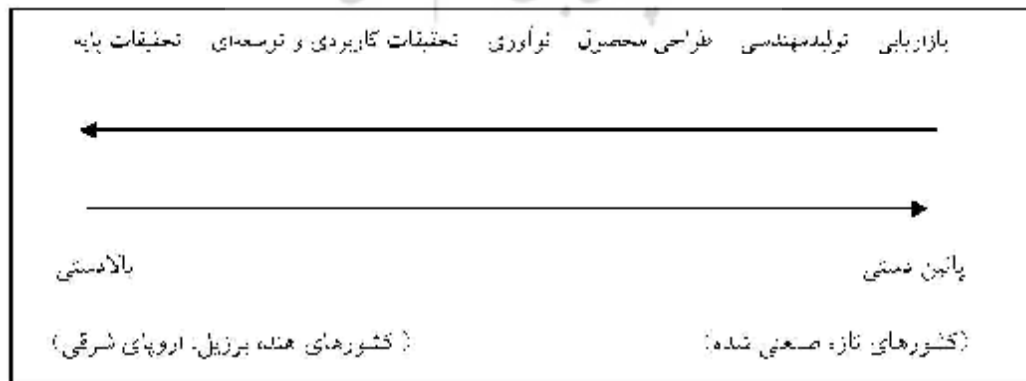 بازاریابی تولیدمهندسی طراحی محصول نوآوری تحقیقات کاربردی و توسعه‌ای تحقیقات پایه
پائین دستی بالادستی
(کشورهای تازه صنعتی شده) (کشورهای هند، برزیل، اروپای شرقی)